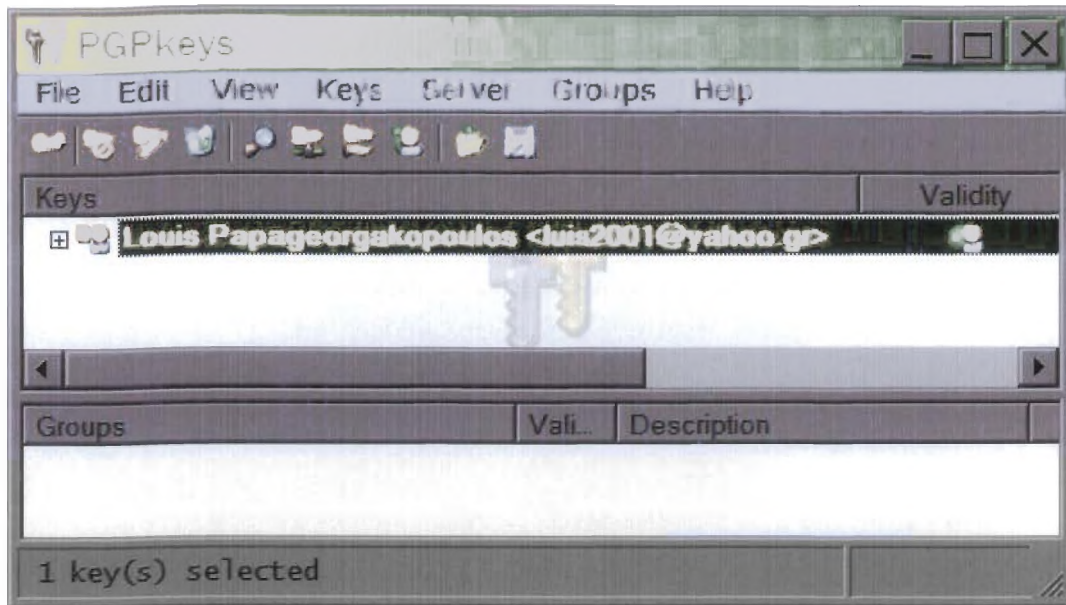 PGPkeys
File Edit View Keys Server Groups Help
Keys Validity
Louis Papageorgakopoulos <luis2001@yahoo.gr>
Groups Vali... Description
1 key(s) selected